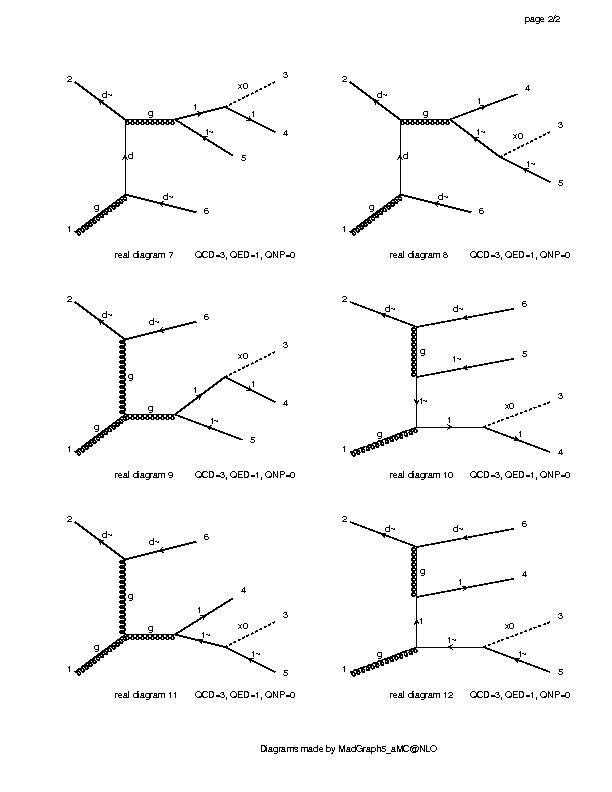 page 2/2
2
d~
g
1
x0
3
1
4
1~
5
d
g
d~
6
1
real diagram 7 QCD=3, QED=1, QNP=0
2
d~
g
1
4
1~
x0
3
1~
5
d
g
d~
6
1
real diagram 8 QCD=3, QED=1, QNP=0
2
d~
d~
6
g
x0
3
1
1
4
g
g
1~
5
1
real diagram 9 QCD=3, QED=1, QNP=0
2
d~
d~
6
g
1~
5
1~
g
1
x0
3
1
4
1
real diagram 10 QCD=3, QED=1, QNP=0
2
d~
d~
6
g
1
4
g
g
1~
x0
3
1~
5
1
real diagram 11 QCD=3, QED=1, QNP=0
2
d~
d~
6
g
1
4
1
g
1~
x0
3
1~
5
1
real diagram 12 QCD=3, QED=1, QNP=0
Diagrams made by MadGraph5_aMC@NLO